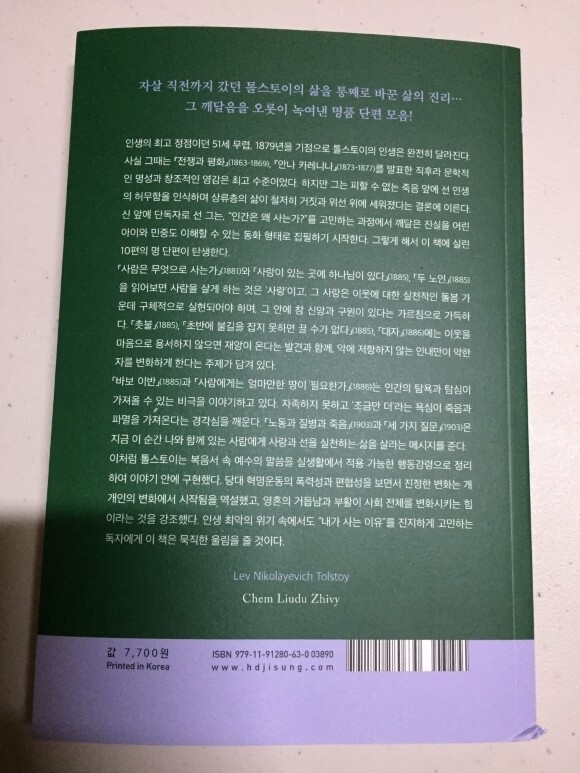 자살 직전까지 갔던 톨스토이의 삶을 통째로 바꾼 삶의 진리…
그 깨달음을 오롯이 녹여낸 명품 단편 모음!
인생의 최고 정점이던 51세 무렵, 1879년을 기점으로 톨스토이의 인생은 완전히 달라진다.
사실 그때는 『전쟁과 평화』(1863-1869), 『안나 카레니나』(1873-1877)를 발표한 직후라 문학적
인 명성과 창조적인 영감은 최고 수준이었다. 하지만 그는 피할 수 없는 죽음 앞에 선 인생
의 허무함을 인식하며 상류층의 삶이 철저히 거짓과 위선 위에 세워졌다는 결론에 이른다.
신 앞에 단독자로 선 그는, “인간은 왜 사는가?”를 고민하는 과정에서 깨달은 진실을 어린
아이와 민중도 이해할 수 있는 동화 형태로 집필하기 시작한다. 그렇게 해서 이 책에 실린
10편의 명 단편이 탄생한다.
「사람은 무엇으로 사는가」(1881)와 「사랑이 있는 곳에 하나님이 있다」(1885), 「두 노인」(1885)
을 읽어보면 사람을 살게 하는 것은 ‘사랑’이고, 그 사랑은 이웃에 대한 실천적인 돌봄 가
운데 구체적으로 실현되어야 하며, 그 안에 참 신앙과 구원이 있다는 가르침으로 가득하
다. 「촛불」(1885), 「초반에 불길을 잡지 못하면 끌 수가 없다」(1885), 「대자」(1886)에는 이웃을
마음으로 용서하지 않으면 재앙이 온다는 발견과 함께, 악에 저항하지 않는 인내만이 악한
자를 변화하게 한다는 주제가 담겨 있다.
「바보 이반」(1885)과 「사람에게는 얼마만한 땅이 필요한가」(1886)는 인간의 탐욕과 탐심이
가져올 수 있는 비극을 이야기하고 있다. 자족하지 못하고 ‘조금만 더’라는 욕심이 죽음과
파멸을 가져온다는 경각심을 깨운다. 「노동과 질병과 죽음」(1903)과 「세 가지 질문」(1903)은
지금 이 순간 나와 함께 있는 사람에게 사랑과 선을 실천하는 삶을 살라는 메시지를 준다.
이처럼 톨스토이는 복음서 속 예수의 말씀을 실생활에서 적용 가능한 행동강령으로 정리
하여 이야기 안에 구현했다. 당대 혁명운동의 폭력성과 편협성을 보면서 진정한 변화는 개
개인의 변화에서 시작됨을 역설했고, 영혼의 거듭남과 부활이 사회 전체를 변화시키는 힘
이라는 것을 강조했다. 인생 최악의 위기 속에서도 “내가 사는 이유”를 진지하게 고민하는
독자에게 이 책은 묵직한 울림을 줄 것이다.
Lev Nikolayevich Tolstoy
Chem Liudu Zhivy
값 7,700원
Printed in Korea
ISBN 979-11-91280-63-0 03890
www.hdjisung.com